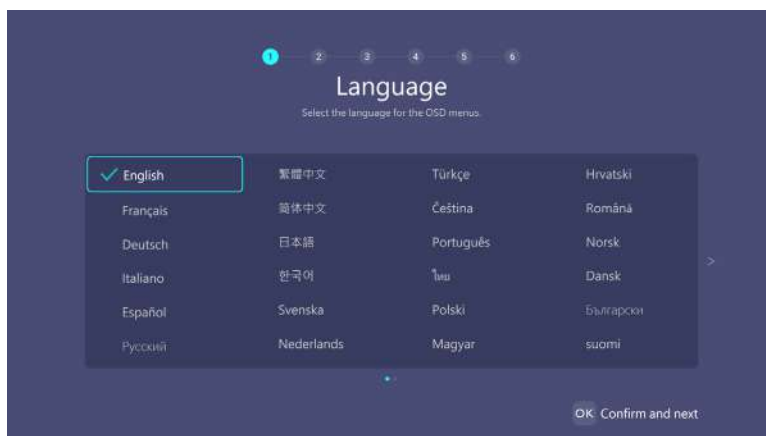 1 2 3 4 5 6
Language
Select the language for the OSD menus.
English 繁體中文 Türkçe Hrvatski
Français 简体中文 Čeština Română
Deutsch 日本語 Português Norsk
Italiano 한국어 ไทย Dansk
Español Svenska Polski Български
Русский Nederlands Magyar suomi
>
OK Confirm and next